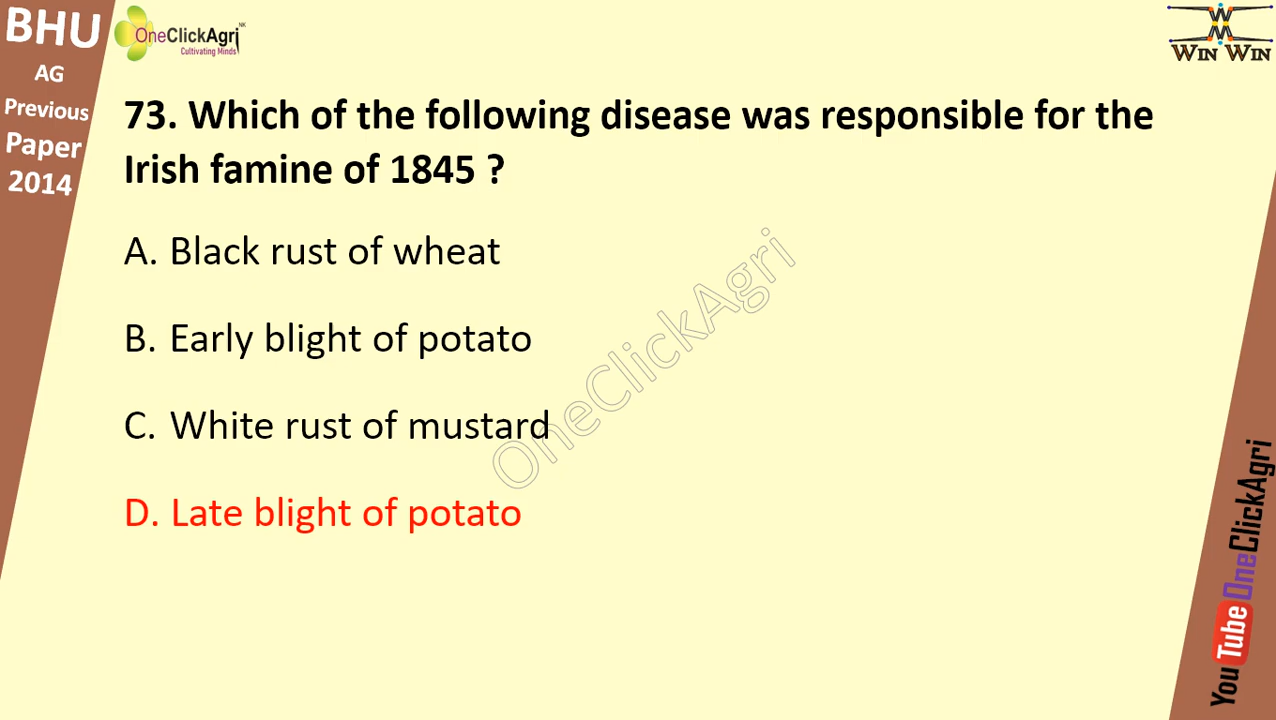 BHU
AG
Previous
Paper
2014
OneClickAgri NK
Cultivating Minds
WIN WIN
73. Which of the following disease was responsible for the
Irish famine of 1845 ?
A. Black rust of wheat
B. Early blight of potato
C. White rust of mustard
D. Late blight of potato
OneClickAgri
YouTube OneClickAgri